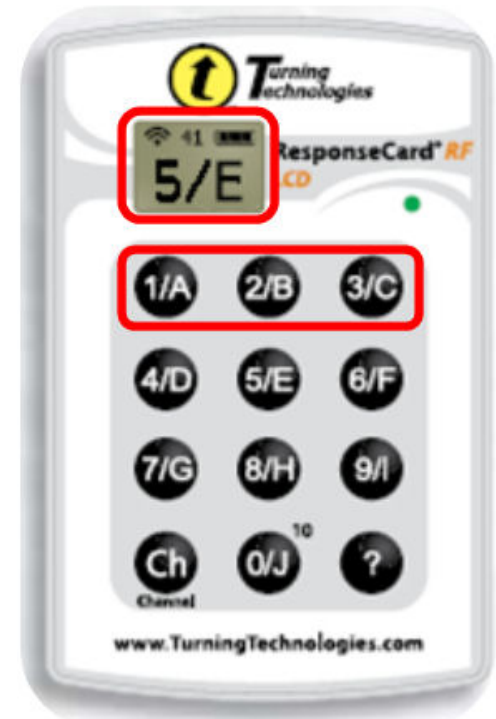 t Turning Technologies
41
5/E
ResponseCard® RF
LCD
1/A 2/B 3/C
4/D 5/E 6/F
7/G 8/H 9/I
Ch 0/J 10 ?
Channel
www.TurningTechnologies.com